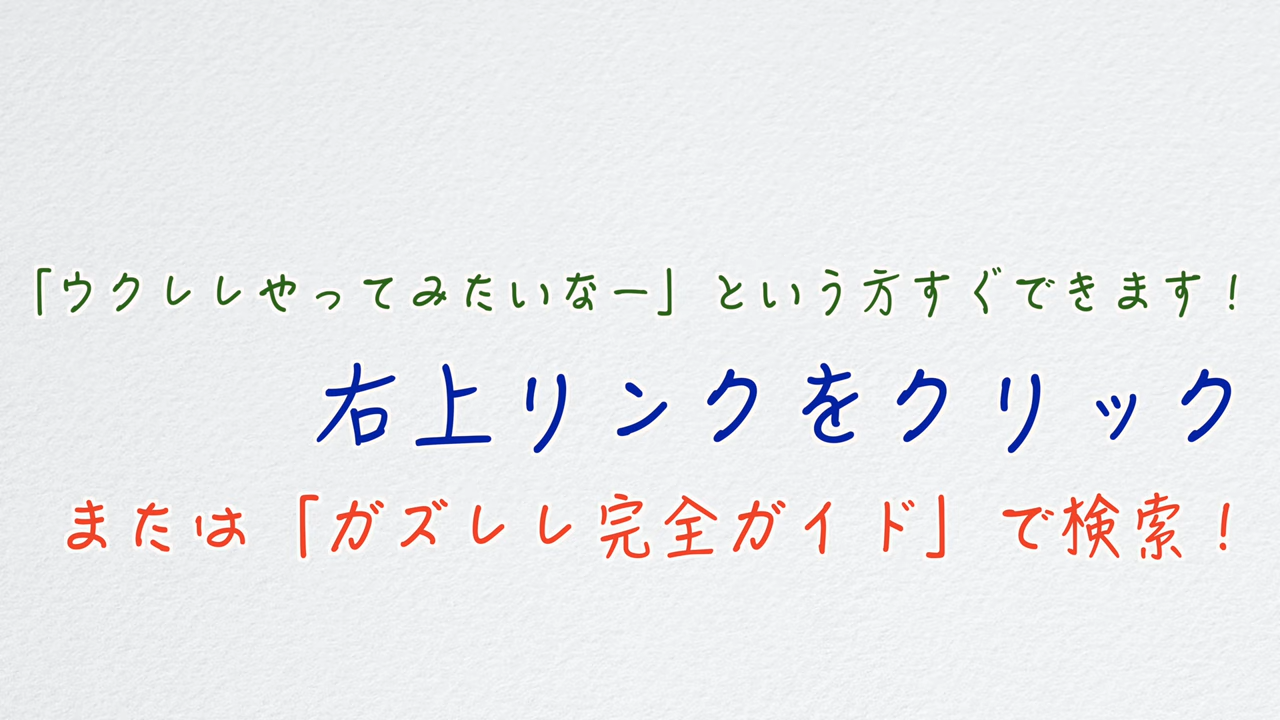 「ウクレレやってみたいなー」という方すぐできます！
右上リンクをクリック
または「ガズレレ完全ガイド」で検索！